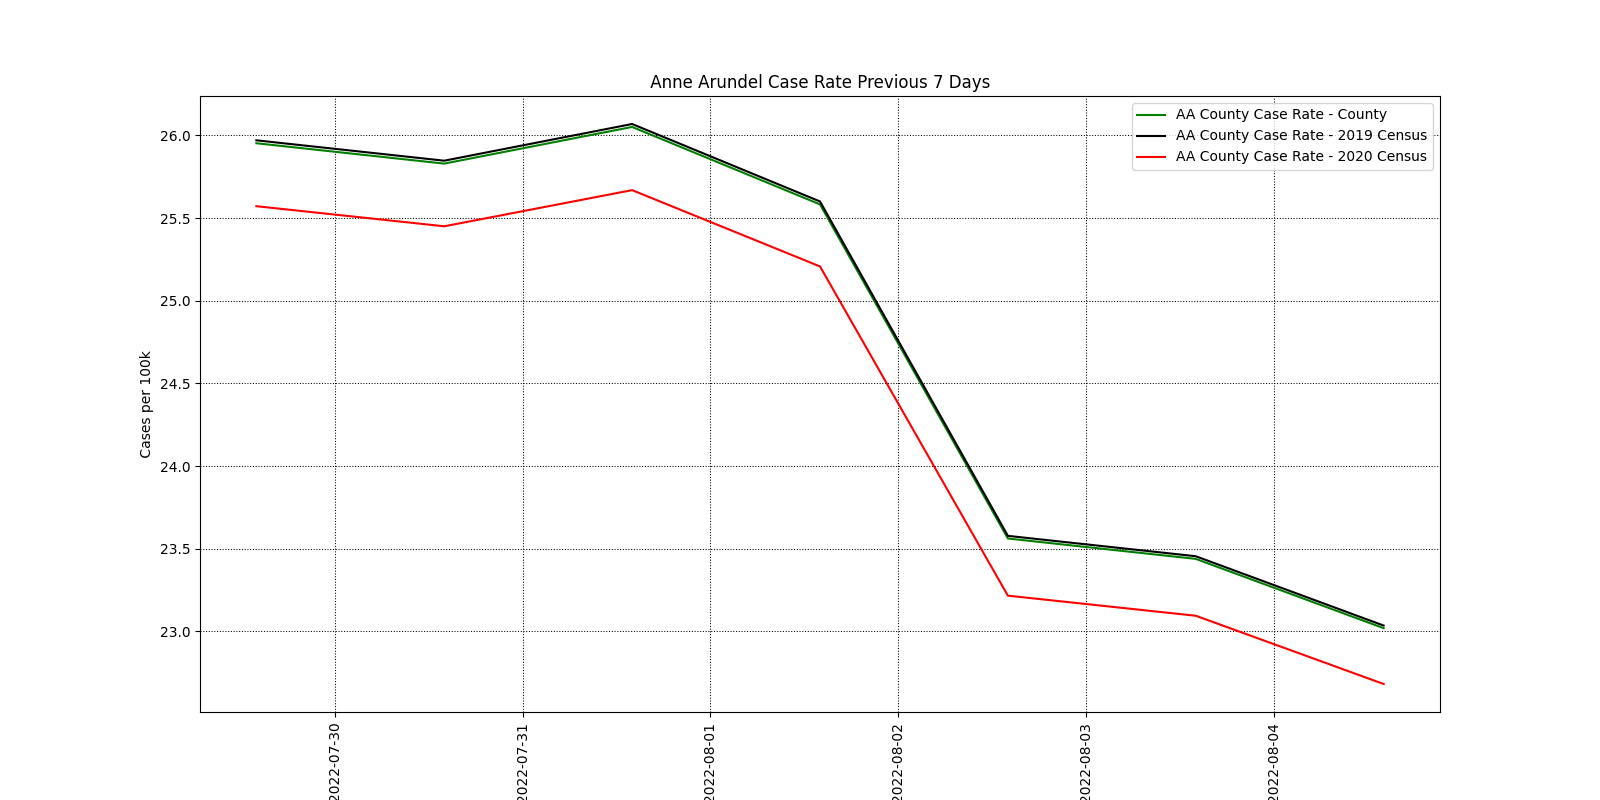 Anne Arundel Case Rate Previous 7 Days
AA County Case Rate - County
AA County Case Rate - 2019 Census
AA County Case Rate - 2020 Census
Cases per 100k
26.0
25.5
25.0
24.5
24.0
23.5
23.0
2022-07-30
2022-07-31
2022-08-01
2022-08-02
2022-08-03
2022-08-04